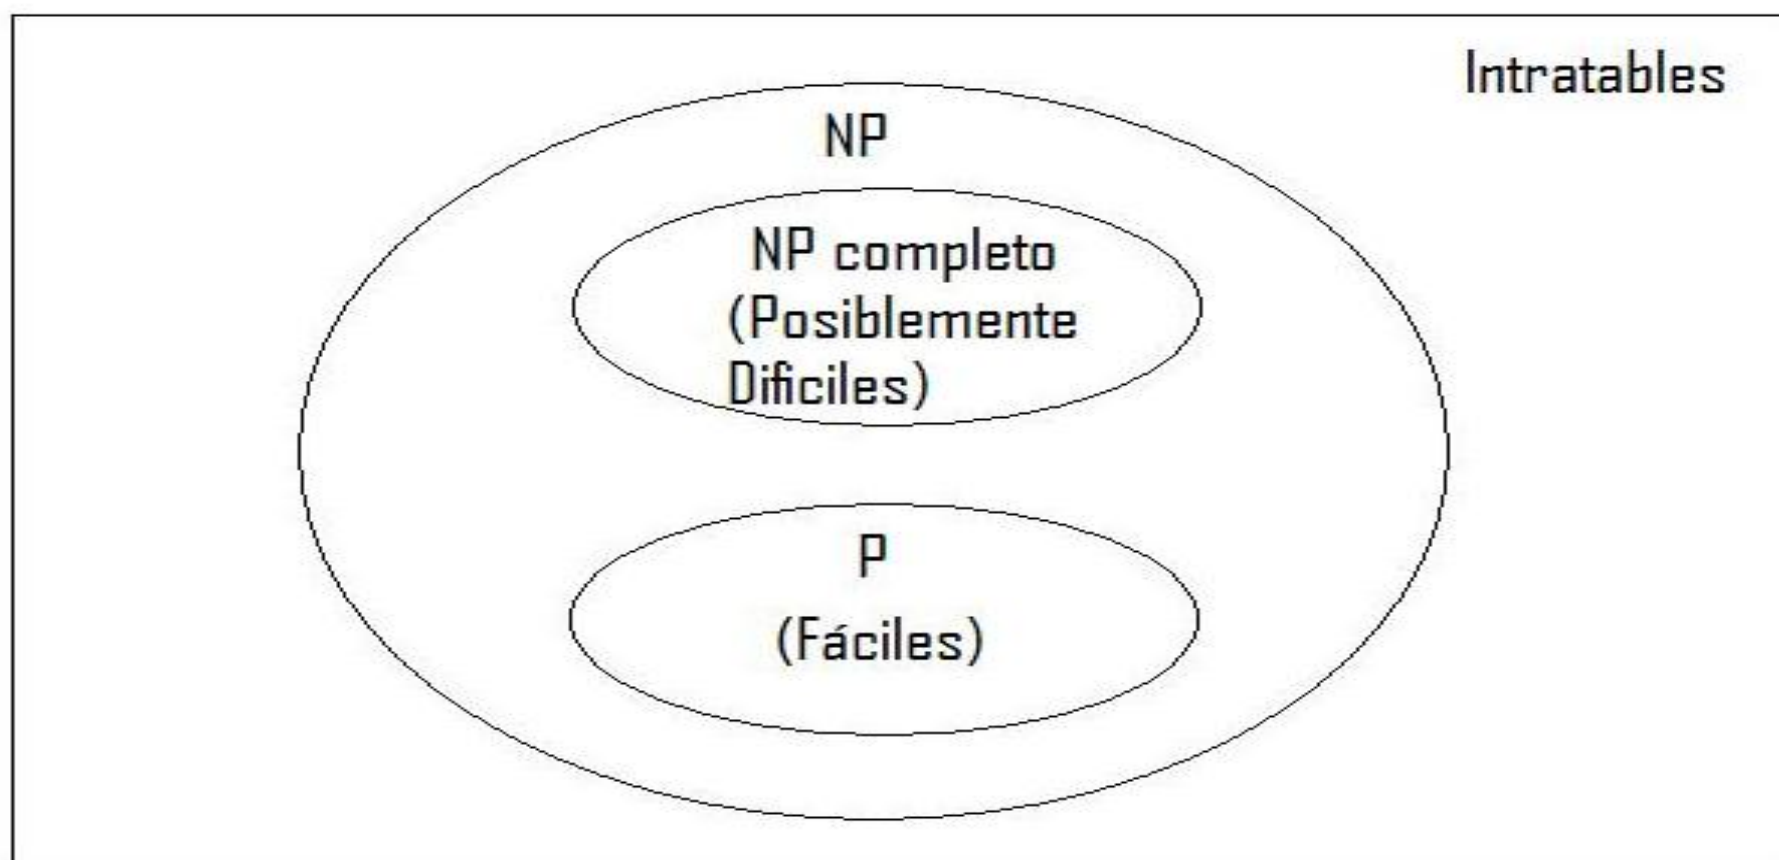 Intratables
NP
NP completo
(Posiblemente
Dificiles)
P
(Fáciles)